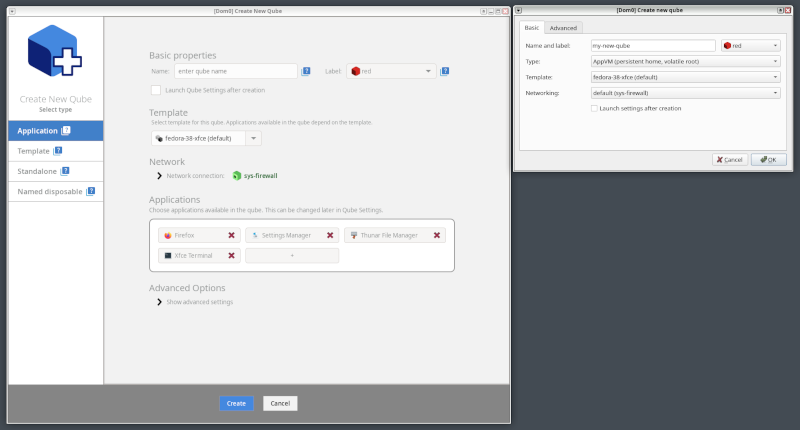 [Dom0] Create New Qube
Create New Qube
Select type
Application
Template
Standalone
Named disposable
Basic properties
Name: enter qube name Label: red
Launch Qube Settings after creation
Template
Select template for this qube. Applications available in the qube depend on the template.
fedora-38-xfce (default)
Network
Network connection: sys-firewall
Applications
Choose applications available in the qube. This can be changed later in Qube Settings.
Firefox Settings Manager Thunar File Manager
Xfce Terminal +
Advanced Options
Show advanced settings
Create Cancel
[Dom0] Create new qube
Basic Advanced
Name and label: my-new-qube red
Type: AppVM (persistent home, volatile root)
Template: fedora-38-xfce (default)
Networking: default (sys-firewall)
Launch settings after creation
Cancel OK